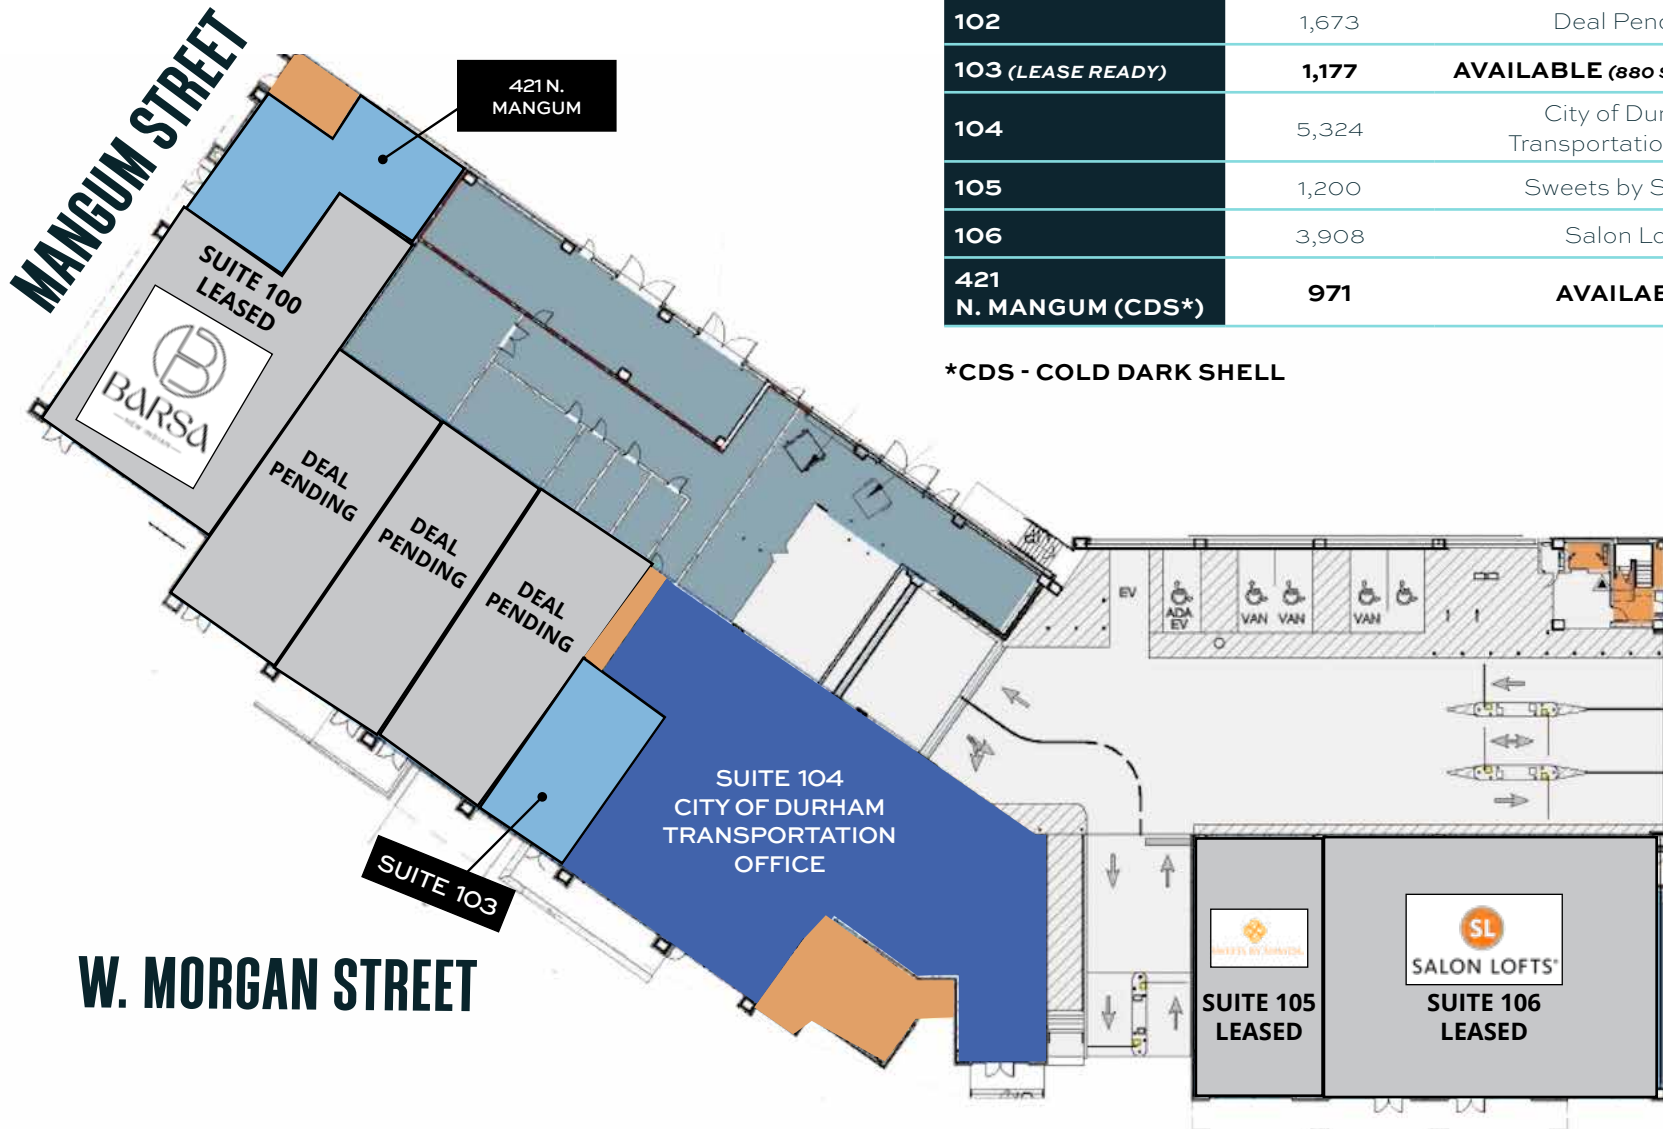 102 1,673 Deal Pen
103 (LEASE READY) 1,177 AVAILABLE (880
104 5,324 City of Du
Transportatio
105 1,200 Sweets by S
106 3,908 Salon Lo
421
N. MANGUM (CDS*) 971 AVAILAB
*CDS - COLD DARK SHELL
MANGUM STREET
421 N.
MANGUM
SUITE 100
LEASED
BARSA
NEW INDIAN
DEAL
PENDING
DEAL
PENDING
DEAL
PENDING
EV
ADA
EV
VAN VAN
VAN
SUITE 104
CITY OF DURHAM
TRANSPORTATION
OFFICE
SUITE 103
W. MORGAN STREET
SUITE 105
LEASED
SL
SALON LOFTS
SUITE 106
LEASED